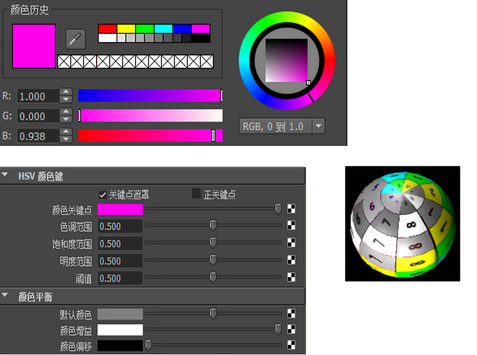 颜色历史
R: 1.000
G: 0.000
B: 0.938
RGB, 0 到 1.0
HSV 颜色键
关键点遮罩 正关键点
颜色关键点
色调范围 0.500
饱和度范围 0.500
明度范围 0.500
阈值 0.500
颜色平衡
默认颜色
颜色增益
颜色偏移